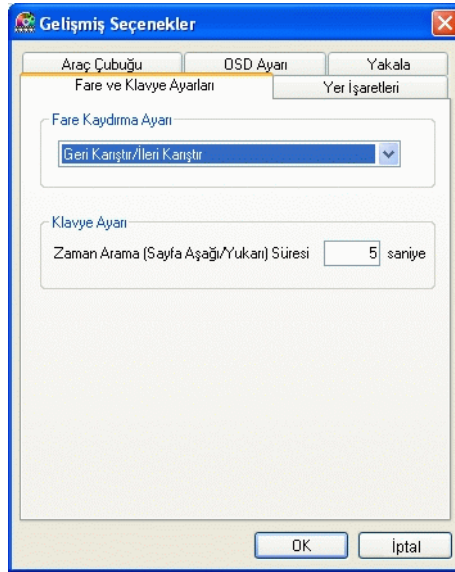 Gelişmiş Seçenekler
Araç Çubuğu OSD Ayarı Yakala
Fare ve Klavye Ayarları Yer İşaretleri
Fare Kaydırma Ayarı
Geri Karıştır/İleri Karıştır
Klavye Ayarı
Zaman Arama (Sayfa Aşağı/Yukarı) Süresi 5 saniye
OK İptal